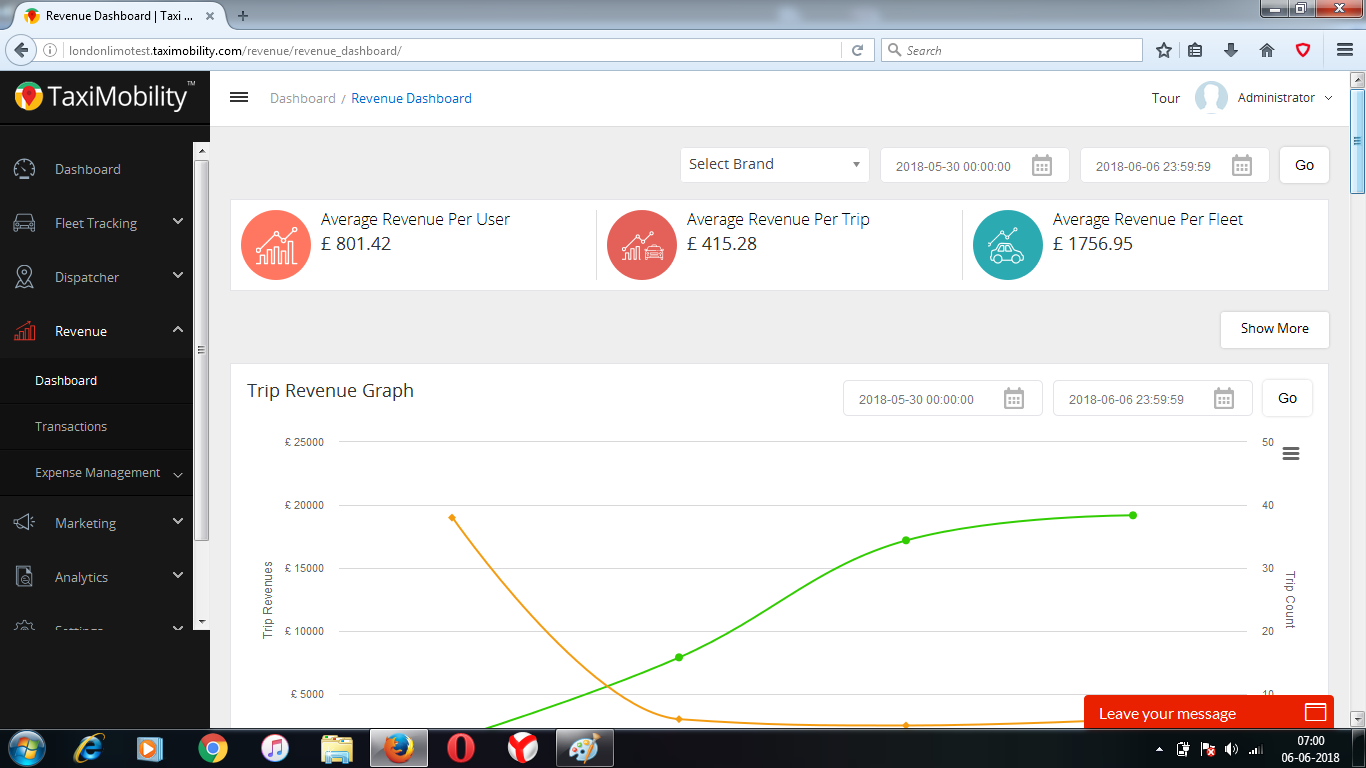 Revenue Dashboard | Taxi ...
londonlimotest.taximobility.com/revenue/revenue_dashboard/
Search
TaxiMobility™
Dashboard / Revenue Dashboard
Tour
Administrator
Dashboard
Fleet Tracking
Dispatcher
Revenue
Dashboard
Transactions
Expense Management
Marketing
Analytics
Settings
Select Brand
2018-05-30 00:00:00
2018-06-06 23:59:59
Go
Average Revenue Per User
£ 801.42
Average Revenue Per Trip
£ 415.28
Average Revenue Per Fleet
£ 1756.95
Show More
Trip Revenue Graph
2018-05-30 00:00:00
2018-06-06 23:59:59
Go
£ 25000
£ 20000
£ 15000
£ 10000
£ 5000
Trip Revenues
50
40
30
20
10
Trip Count
Leave your message
07:00
06-06-2018